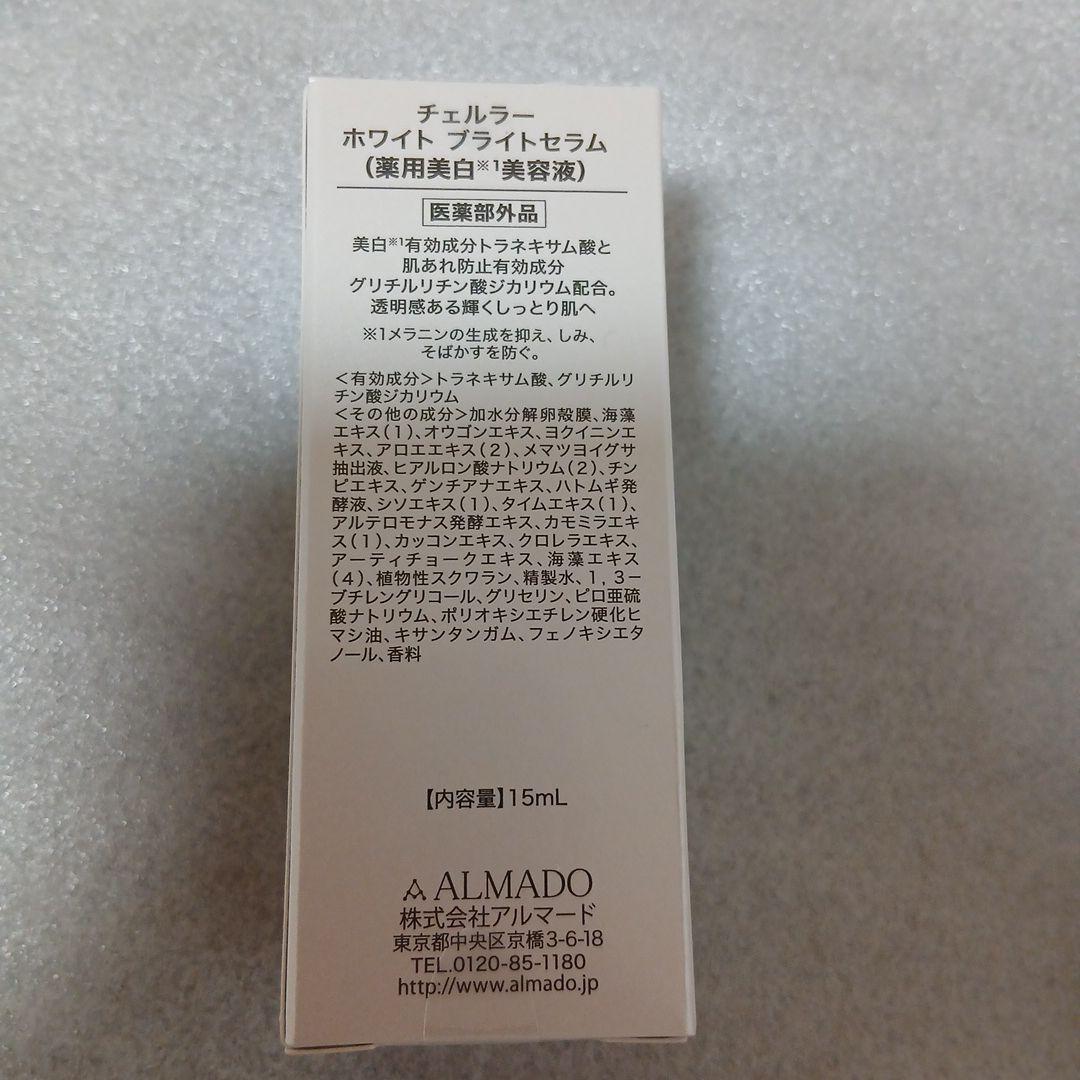 チェルラー
ホワイト ブライトセラム
（薬用美白※1美容液）
医薬部外品
美白※1有効成分トラネキサム酸と
肌あれ防止有効成分
グリチルリチン酸ジカリウム配合。
透明感ある輝くしっとり肌へ
※1メラニンの生成を抑え、しみ、
そばかすを防ぐ。
＜有効成分＞トラネキサム酸、グリチルリ
チン酸ジカリウム
＜その他の成分＞加水分解卵殻膜、海藻
エキス（1）、オウゴンエキス、ヨクイニンエ
キス、アロエエキス（2）、メマツヨイグサ
抽出液、ヒアルロン酸ナトリウム（2）、チン
ピエキス、ゲンチアナエキス、ハトムギ発
酵液、シソエキス（1）、タイムエキス（1）、
アルテロモナス発酵エキス、カモミラエキ
ス（1）、カッコンエキス、クロレラエキス、
アーティチョークエキス、海藻エキス
（4）、植物性スクワラン、精製水、1，3－
ブチレングリコール、グリセリン、ピロ亜硫
酸ナトリウム、ポリオキシエチレン硬化ヒ
マシ油、キサンタンガム、フェノキシエタ
ノール、香料
【内容量】15mL
ALMADO
株式会社アルマード
東京都中央区京橋3-6-18
TEL.0120-85-1180
http://www.almado.jp